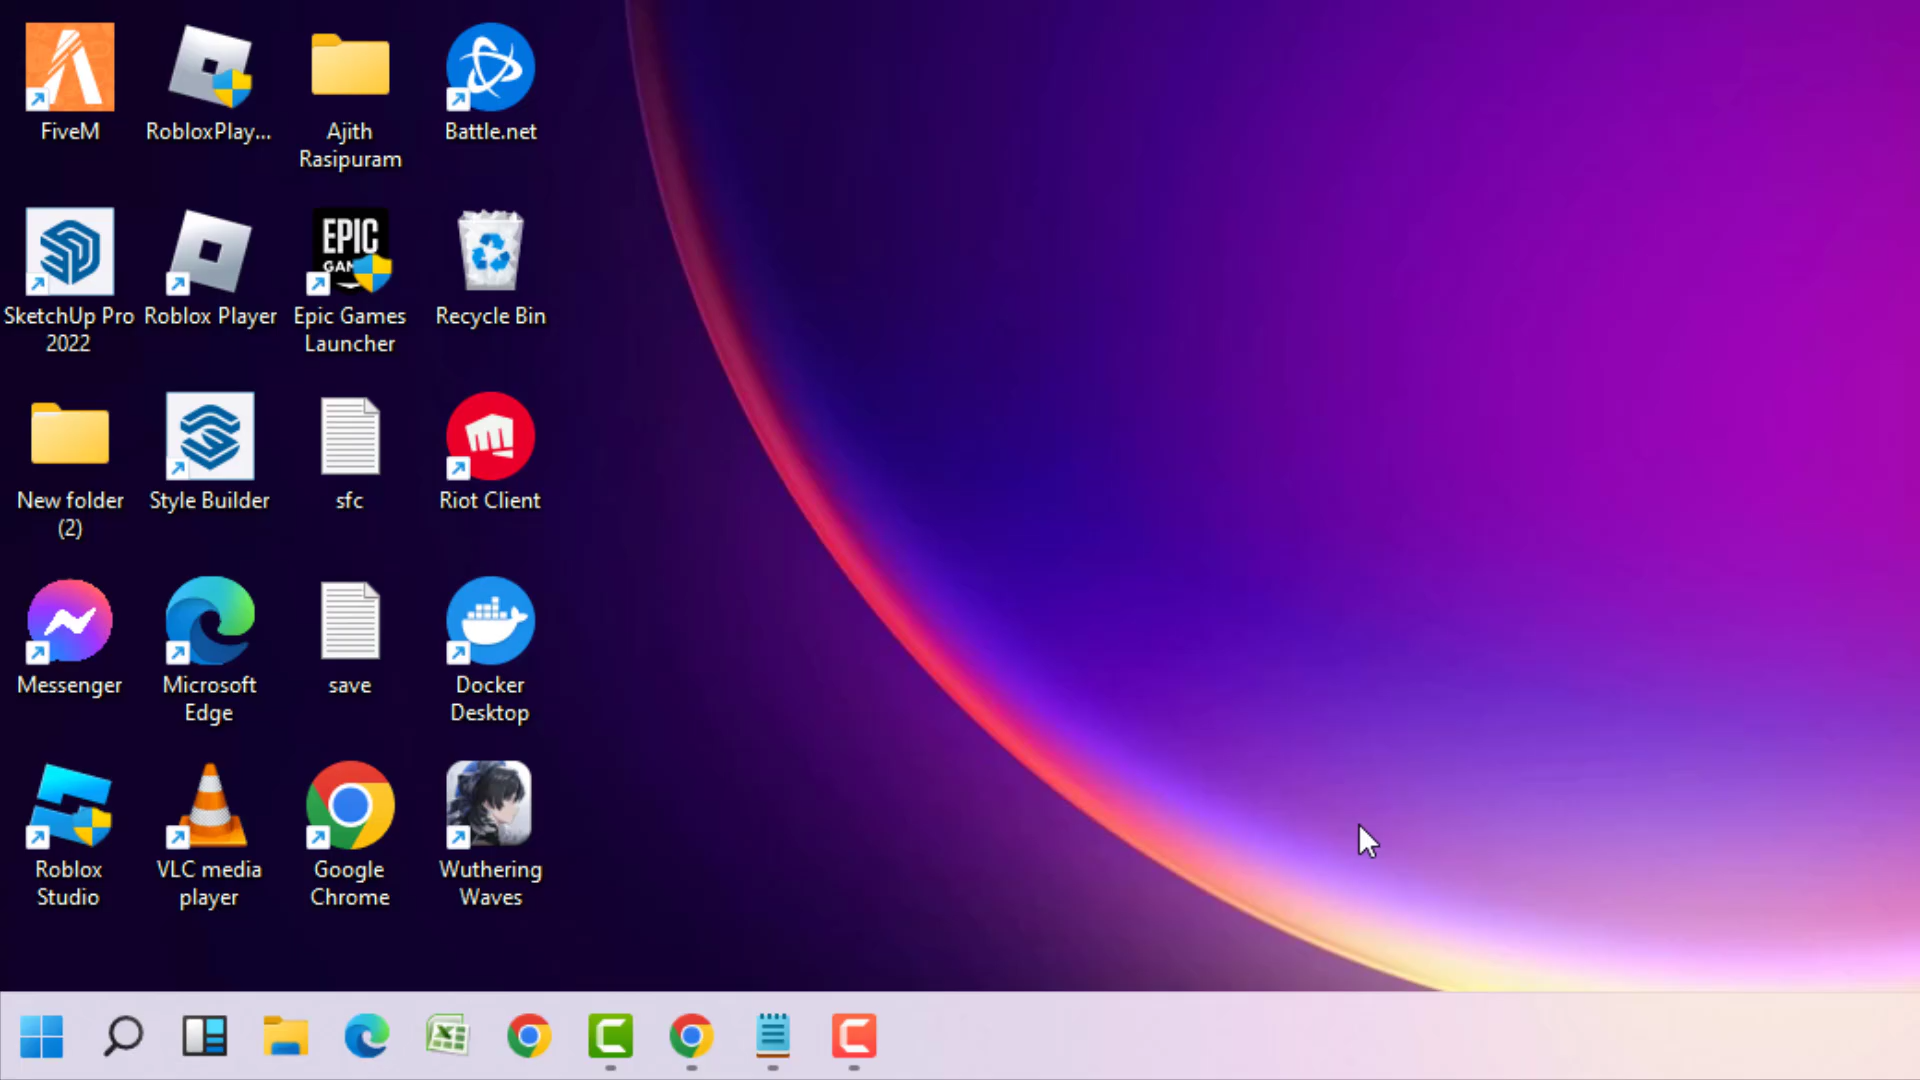 FiveM
RobloxPlay...
Ajith
Rasipuram
Battle.net
EPIC
GAM
SketchUp Pro
2022
Roblox Player
Epic Games
Launcher
Recycle Bin
New folder
(2)
Style Builder
sfc
Riot Client
Messenger
Microsoft
Edge
save
Docker
Desktop
Roblox
Studio
VLC media
player
Google
Chrome
Wuthering
Waves